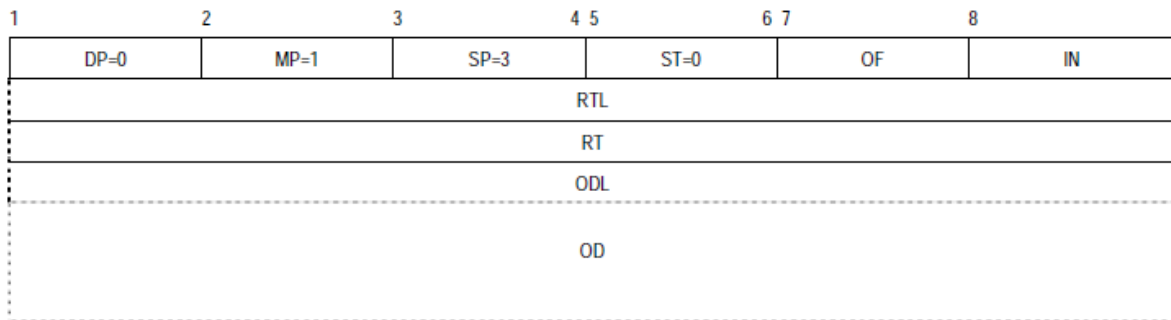 1 2 3 4 5 6 7 8
DP=0 MP=1 SP=3 ST=0 OF IN
RTL
RT
ODL
OD